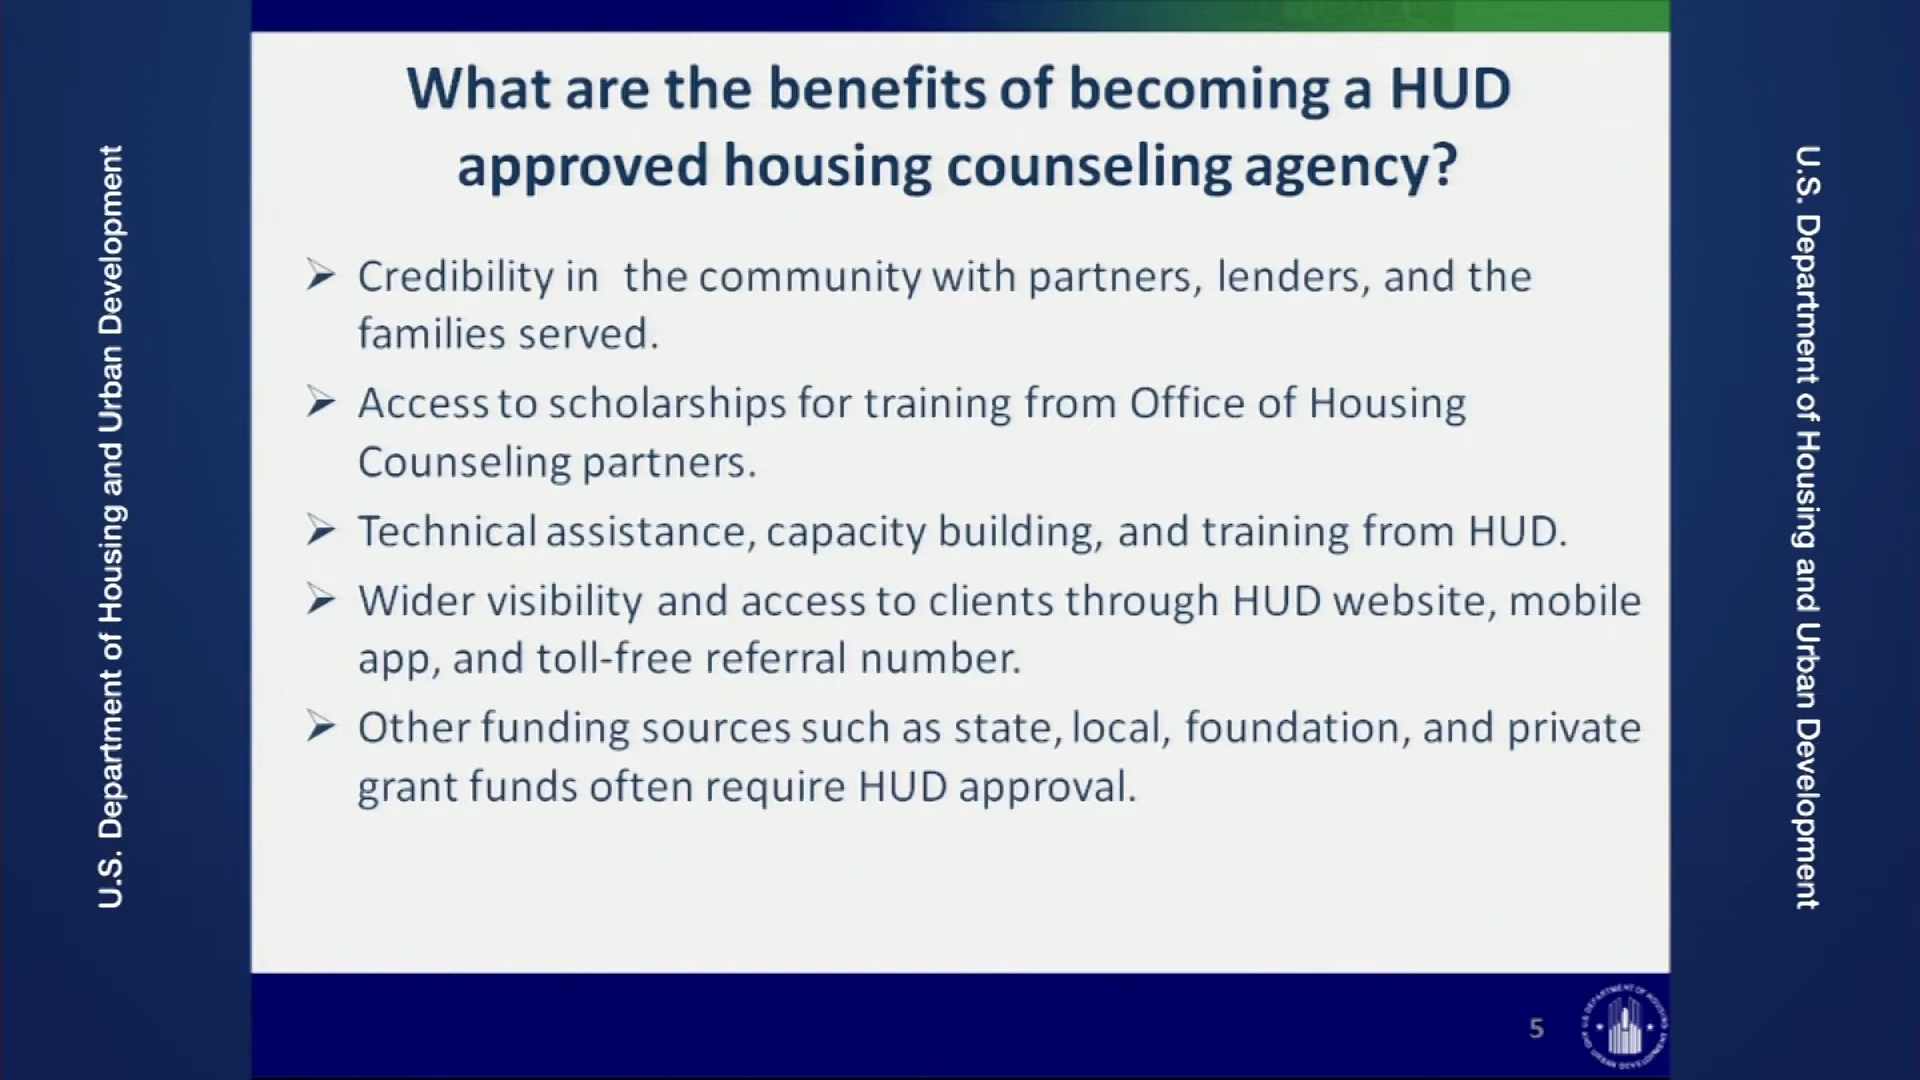 What are the benefits of becoming a HUD
approved housing counseling agency?
Credibility in the community with partners, lenders, and the
families served.
Access to scholarships for training from Office of Housing
Counseling partners.
Technical assistance, capacity building, and training from HUD.
Wider visibility and access to clients through HUD website, mobile
app, and toll-free referral number.
Other funding sources such as state, local, foundation, and private
grant funds often require HUD approval.
5
U.S. Department of Housing and Urban Development
U.S. Department of Housing and Urban Development